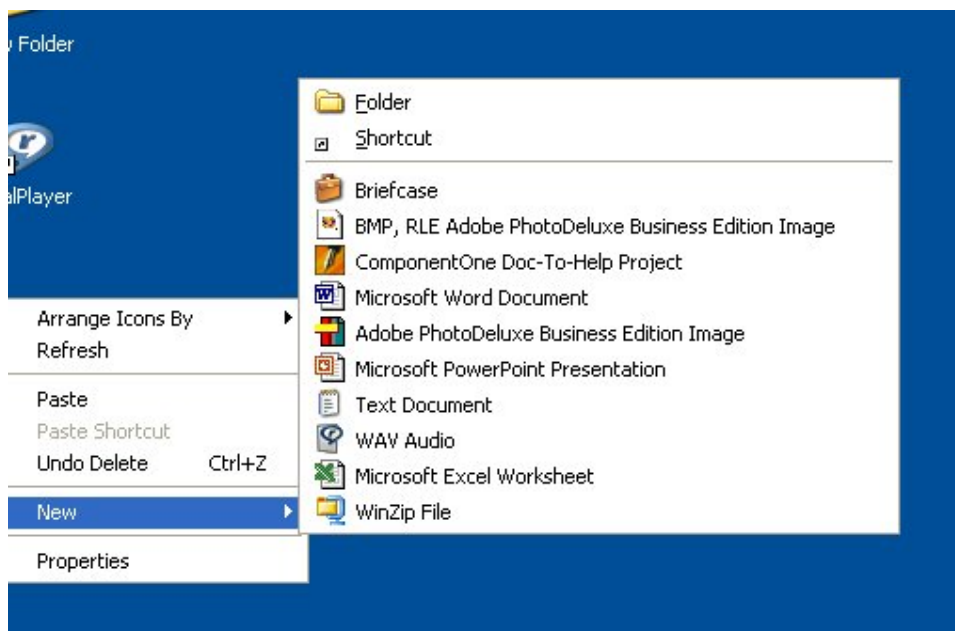 Folder
alPlayer
Arrange Icons By
Refresh
Paste
Paste Shortcut
Undo Delete Ctrl+Z
New
Properties
Folder
Shortcut
Briefcase
BMP, RLE Adobe PhotoDeluxe Business Edition Image
ComponentOne Doc-To-Help Project
Microsoft Word Document
Adobe PhotoDeluxe Business Edition Image
Microsoft PowerPoint Presentation
Text Document
WAV Audio
Microsoft Excel Worksheet
WinZip File